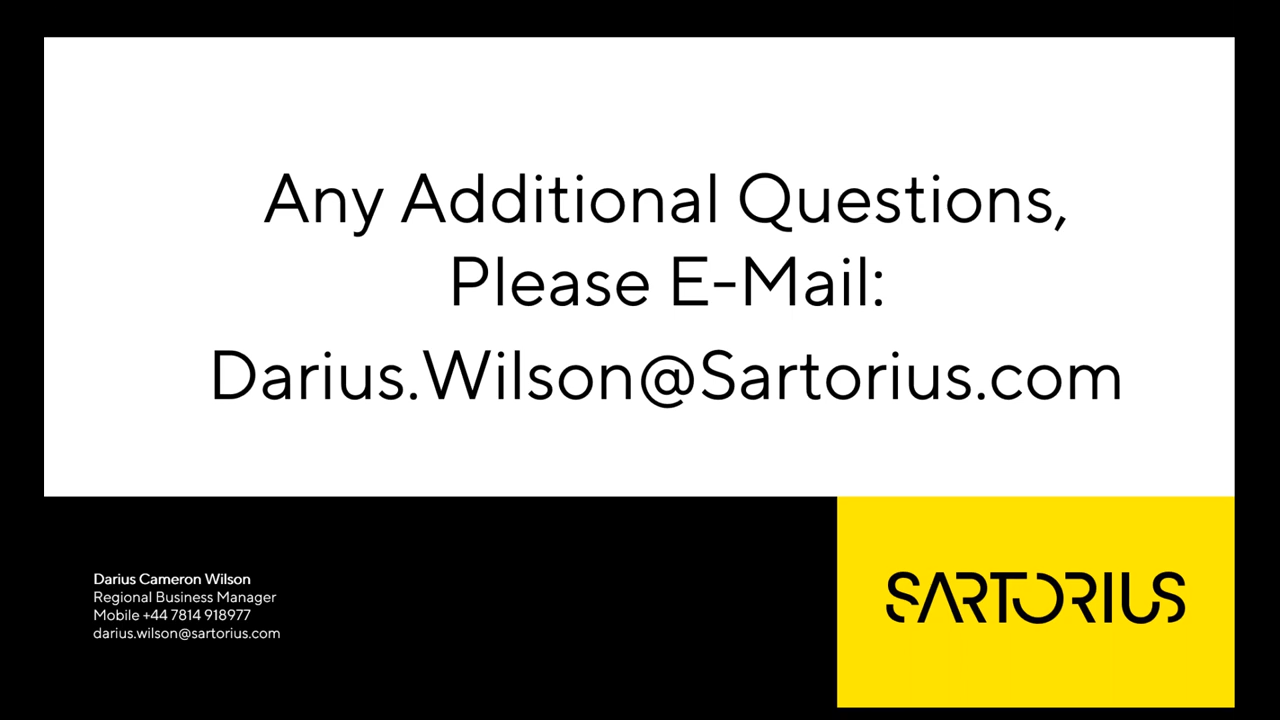 Any Additional Questions,
Please E-Mail:
Darius.Wilson@Sartorius.com
Darius Cameron Wilson
Regional Business Manager
Mobile +44 7814 918977
darius.wilson@sartorius.com
SARTORIUS